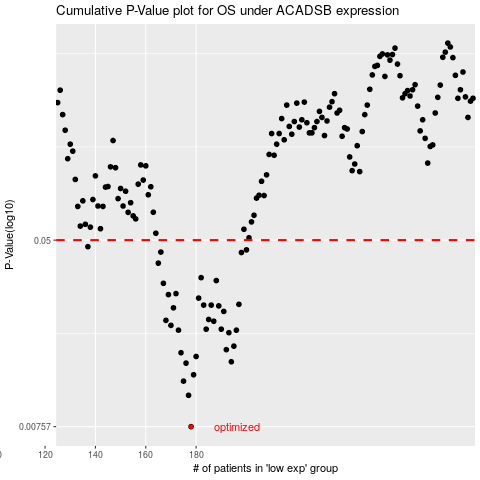 Cumulative P-Value plot for OS under ACADSB expression
P-Value(log10)
0.05
0.00757
optimized
0 120 140 160 180
# of patients in 'low exp' group